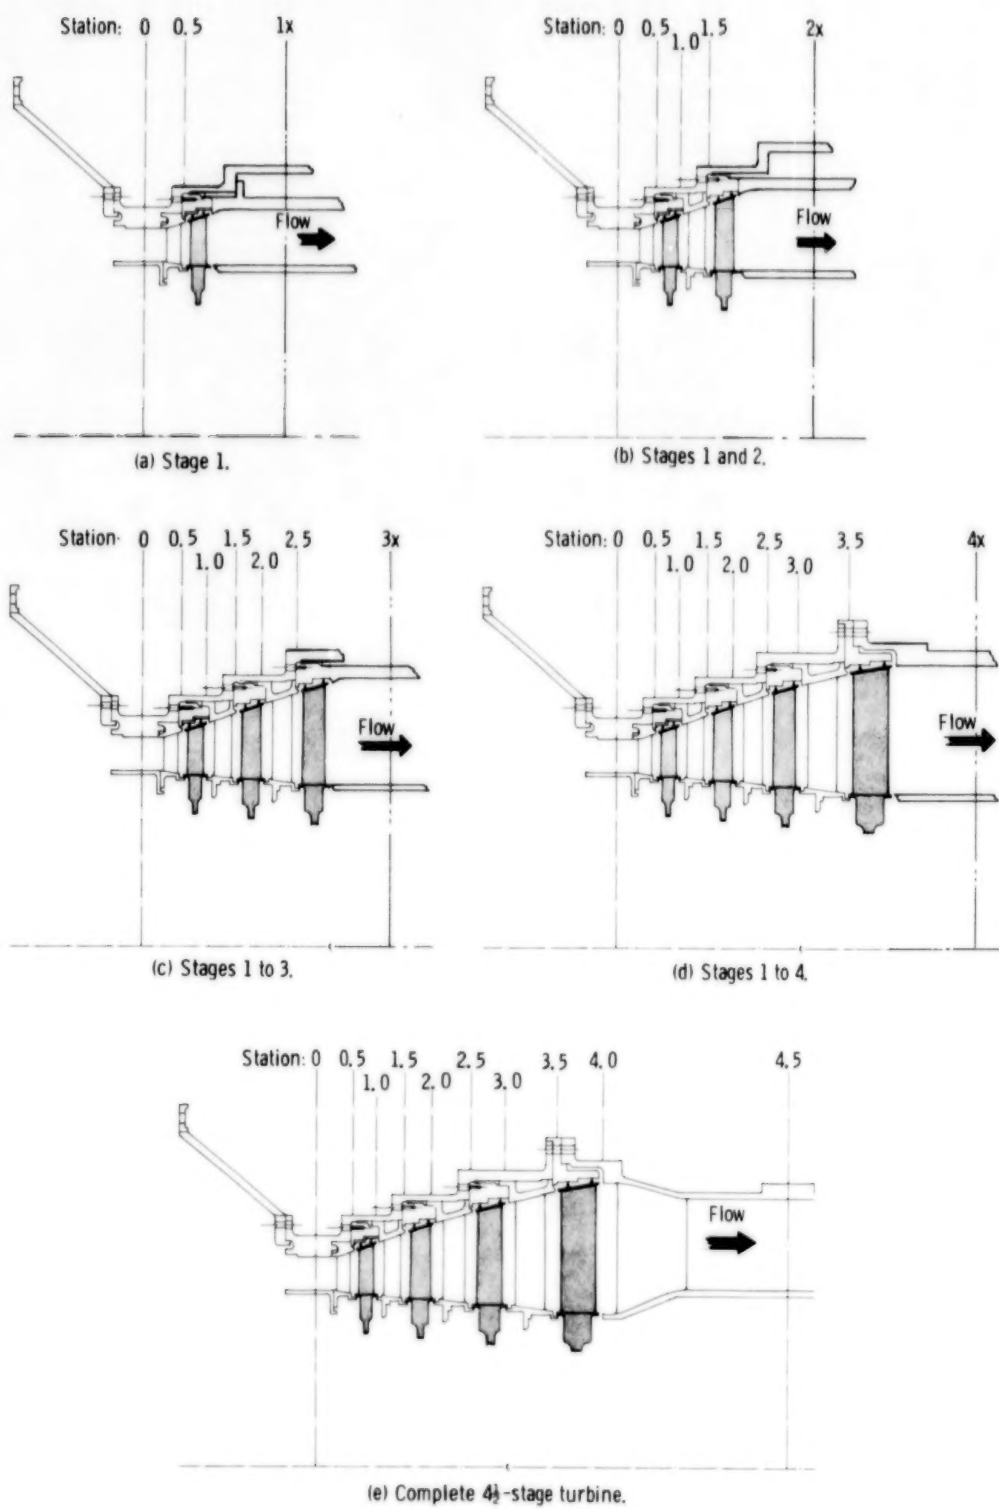 Station: 0 0.5 1x
Flow
(a) Stage 1.
Station: 0 0.5 1.0 1.5 2x
Flow
(b) Stages 1 and 2.
Station: 0 0.5 1.0 1.5 2.0 2.5 3x
Flow
(c) Stages 1 to 3.
Station: 0 0.5 1.0 1.5 2.0 2.5 3.0 3.5 4x
Flow
(d) Stages 1 to 4.
Station: 0 0.5 1.0 1.5 2.0 2.5 3.0 3.5 4.0 4.5
Flow
(e) Complete 4½-stage turbine.